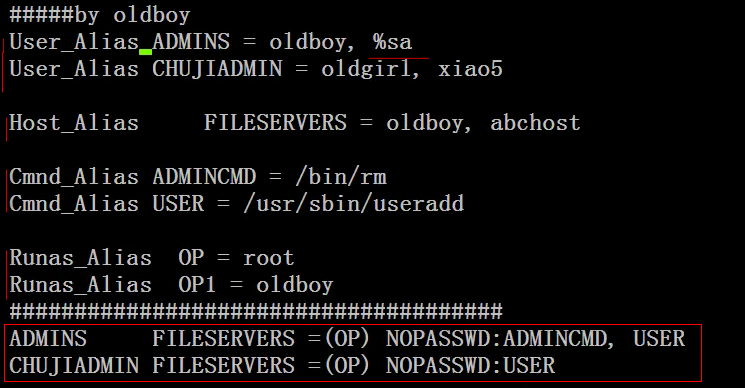 #####by oldboy
User_Alias ADMINS = oldboy, %sa
User_Alias CHUJIADMIN = oldgirl, xiao5
Host_Alias     FILESERVERS = oldboy, abchost
Cmnd_Alias ADMINCMD = /bin/rm
Cmnd_Alias USER = /usr/sbin/useradd
Runas_Alias  OP = root
Runas_Alias  OP1 = oldboy
######################################
ADMINS     FILESERVERS =(OP) NOPASSWD:ADMINCMD, USER
CHUJIADMIN FILESERVERS =(OP) NOPASSWD:USER